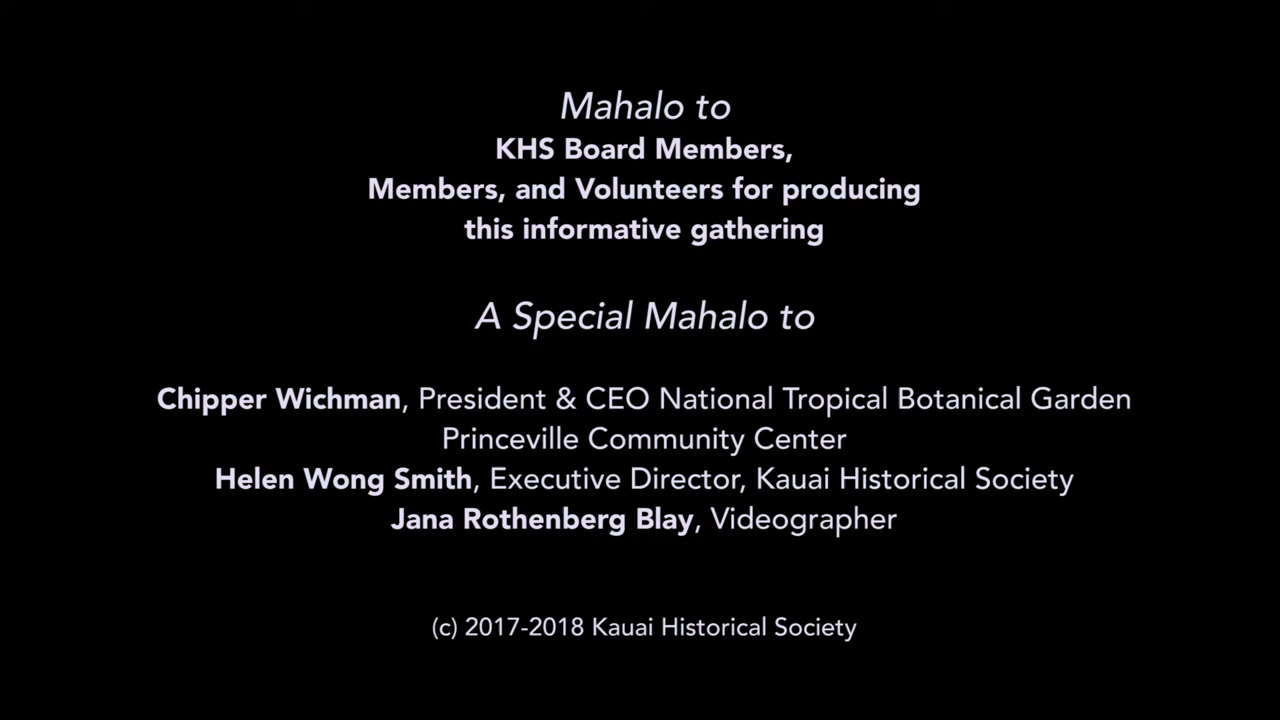 Mahalo to
KHS Board Members,
Members, and Volunteers for producing
this informative gathering
A Special Mahalo to
Chipper Wichman, President & CEO National Tropical Botanical Garden
Princeville Community Center
Helen Wong Smith, Executive Director, Kauai Historical Society
Jana Rothenberg Blay, Videographer
(c) 2017-2018 Kauai Historical Society